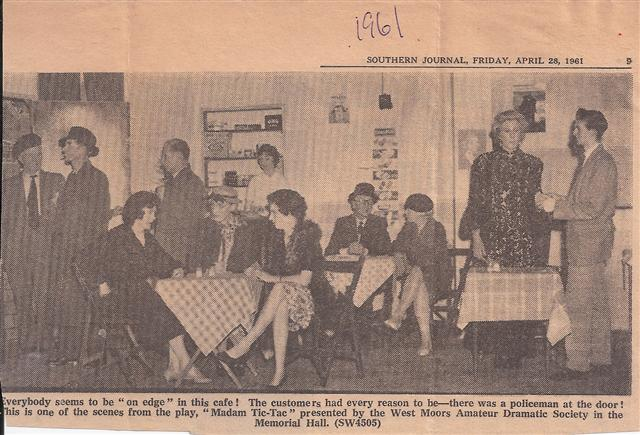 1961
SOUTHERN JOURNAL, FRIDAY, APRIL 28, 1961 9
Everybody seems to be "on edge" in this cafe! The customers had every reason to be—there was a policeman at the door!
This is one of the scenes from the play, "Madam Tic-Tac" presented by the West Moors Amateur Dramatic Society in the
Memorial Hall. (SW4505)